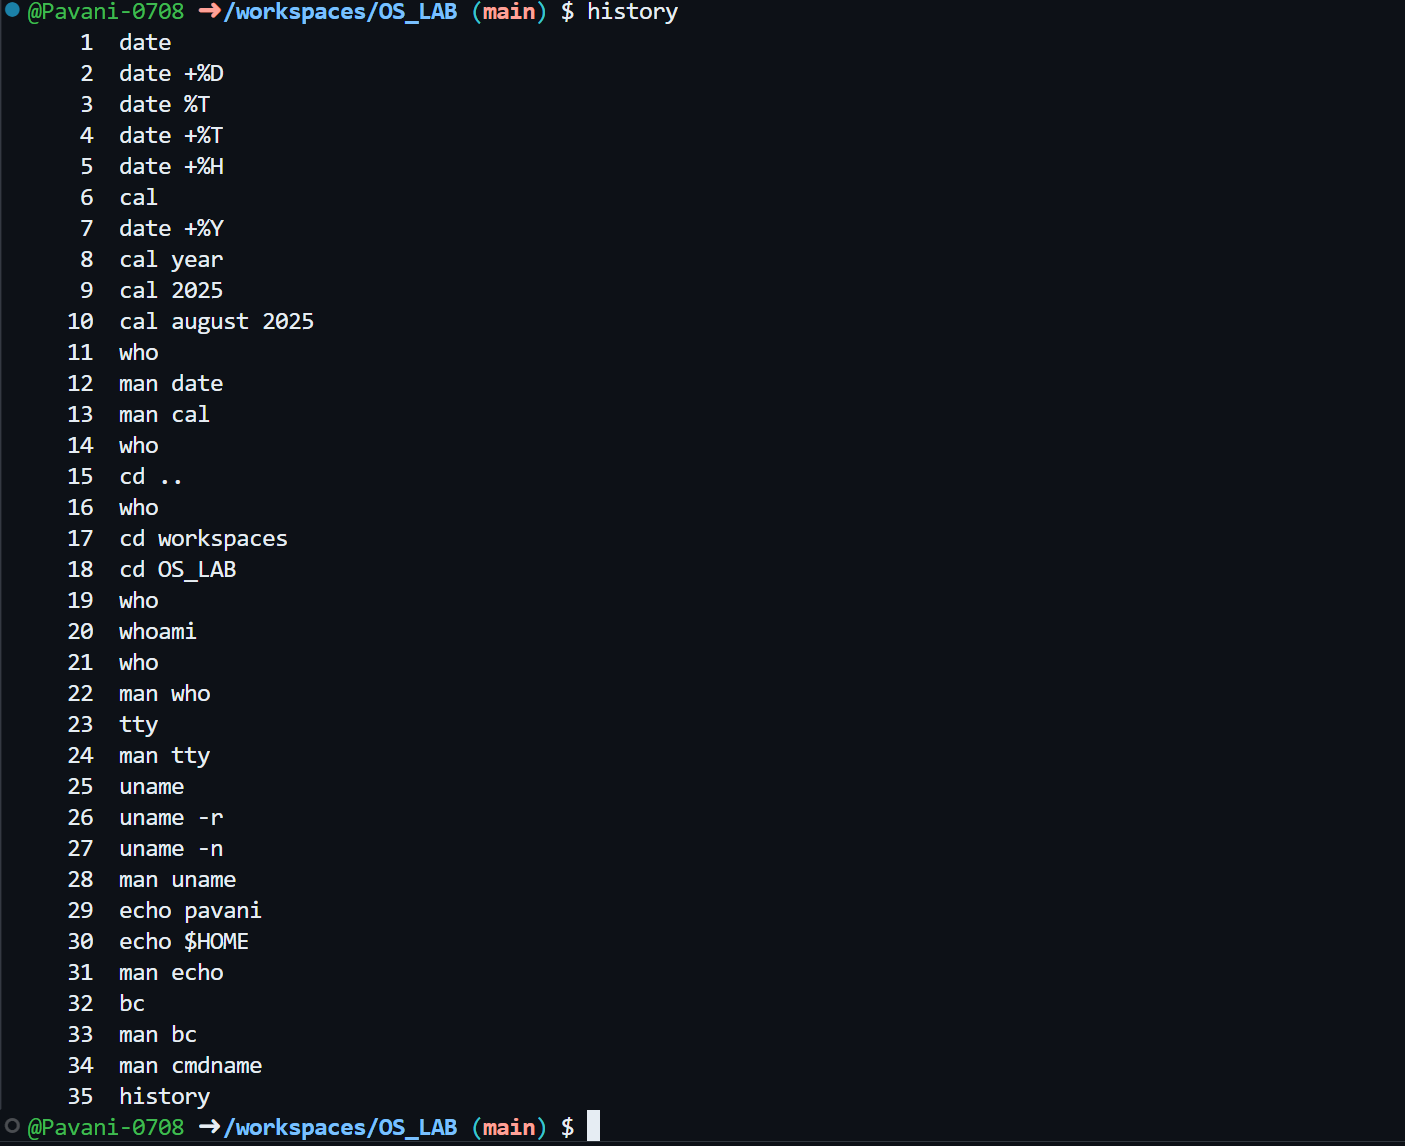 @Pavani-0708 ➜/workspaces/OS_LAB (main) $ history
1 date
2 date +%D
3 date %T
4 date +%T
5 date +%H
6 cal
7 date +%Y
8 cal year
9 cal 2025
10 cal august 2025
11 who
12 man date
13 man cal
14 who
15 cd ..
16 who
17 cd workspaces
18 cd OS_LAB
19 who
20 whoami
21 who
22 man who
23 tty
24 man tty
25 uname
26 uname -r
27 uname -n
28 man uname
29 echo pavani
30 echo $HOME
31 man echo
32 bc
33 man bc
34 man cmdname
35 history
@Pavani-0708 ➜/workspaces/OS_LAB (main) $